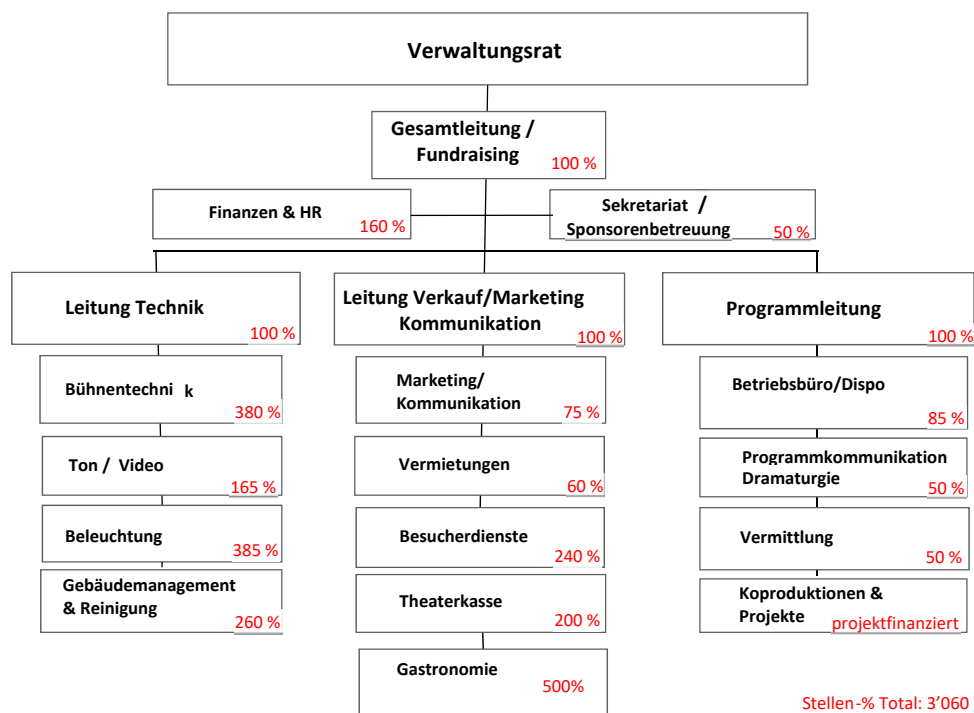 Verwaltungsrat
Gesamtleitung /
Fundraising
100 %
Finanzen & HR
160 %
Sekretariat /
Sponsorenbetreuung
50 %
Leitung Technik
100 %
Leitung Verkauf/Marketing
Kommunikation
100 %
Programmleitung
100 %
Bühnentechni k
380 %
Marketing/
Kommunikation
75 %
Betriebsbüro/Dispo
85 %
Ton / Video
165 %
Vermietungen
60 %
Programmkommunikation
Dramaturgie
50 %
Beleuchtung
385 %
Besucherdienste
240 %
Vermittlung
50 %
Gebäudemanagement
& Reinigung
260 %
Theaterkasse
200 %
Koproduktionen &
Projekte
projektfinanziert
Gastronomie
500%
Stellen-% Total: 3’060